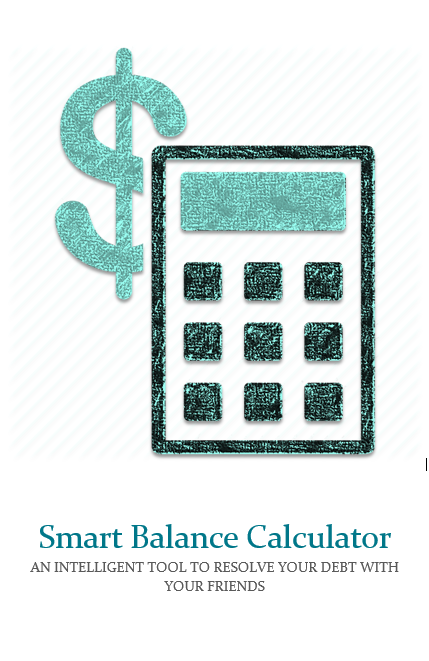 Smart Balance Calculator
AN INTELLIGENT TOOL TO RESOLVE YOUR DEBT WITH
YOUR FRIENDS